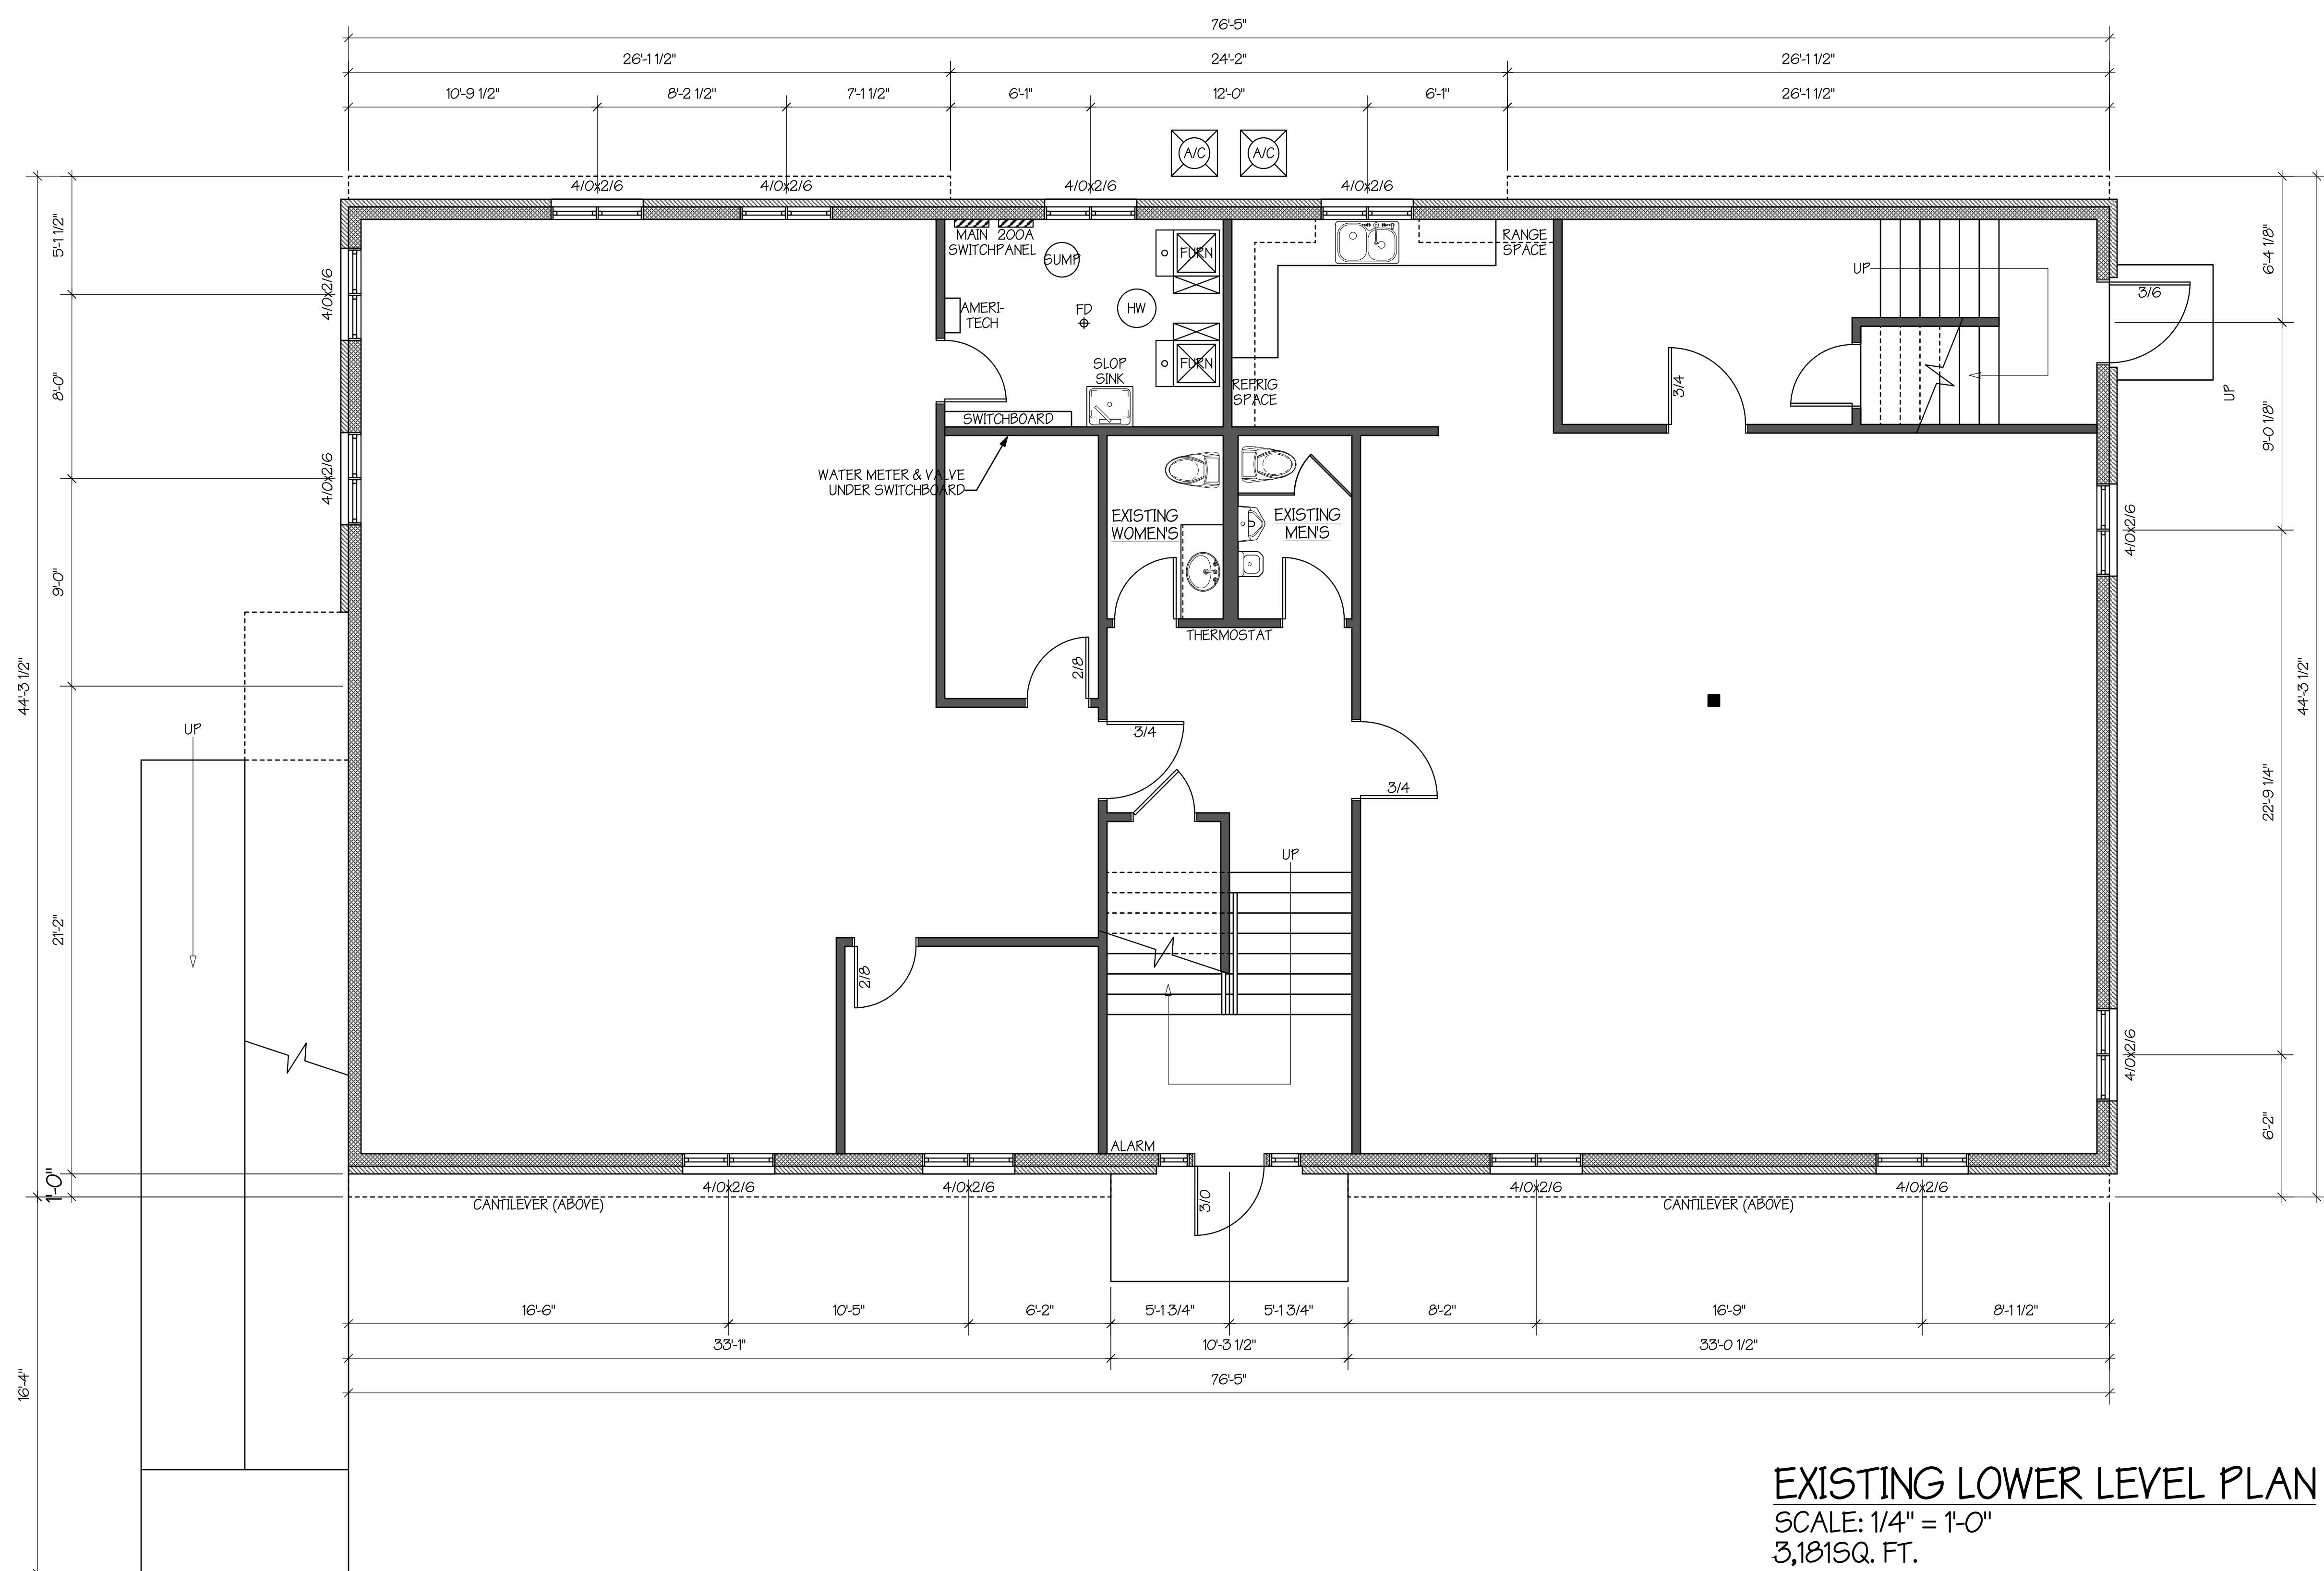 76'-5"
26'-1 1/2"
24'-2"
26'-1 1/2"
10'-9 1/2"
8'-2 1/2"
7'-1 1/2"
6'-1"
12'-0"
6'-1"
26'-1 1/2"
A/C
A/C
4/0x2/6
4/0x2/6
4/0x2/6
4/0x2/6
5'-1 1/2"
8'-0"
9'-0"
21'-2"
44'-3 1/2"
1'-0"
16'-4"
4/0x2/6
4/0x2/6
MAIN
SWITCH
200A
PANEL
SUMP
FURN
AMERI-
TECH
FD
HW
FURN
SLOP
SINK
SWITCHBOARD
RANGE
SPACE
REFRIG
SPACE
UP
3/6
3/4
UP
6'-4 1/8"
9'-0 1/8"
22'-9 1/4"
6'-2"
44'-3 1/2"
4/0x2/6
4/0x2/6
WATER METER & VALVE
UNDER SWITCHBOARD
EXISTING
WOMEN'S
EXISTING
MEN'S
THERMOSTAT
2/8
3/4
3/4
UP
UP
2/8
ALARM
3/0
4/0x2/6
4/0x2/6
4/0x2/6
4/0x2/6
CANTILEVER (ABOVE)
CANTILEVER (ABOVE)
16'-6"
10'-5"
6'-2"
5'-1 3/4"
5'-1 3/4"
8'-2"
16'-9"
8'-1 1/2"
33'-1"
10'-3 1/2"
33'-0 1/2"
76'-5"
EXISTING LOWER LEVEL PLAN
SCALE: 1/4" = 1'-0"
3,181SQ. FT.